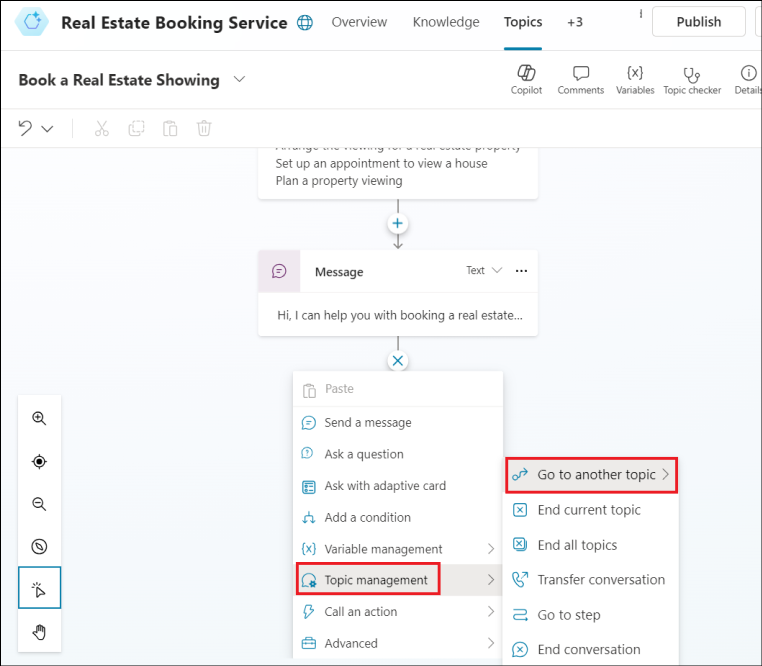 Real Estate Booking Service Overview Knowledge Topics +3 Publish
Book a Real Estate Showing
Copilot Comments Variables Topic checker Details
Arrange the viewing for a real estate property
Set up an appointment to view a house
Plan a property viewing
Message Text
Hi, I can help you with booking a real estate...
Paste
Send a message
Ask a question
Ask with adaptive card
Add a condition
Variable management
Topic management
Call an action
Advanced
Go to another topic
End current topic
End all topics
Transfer conversation
Go to step
End conversation